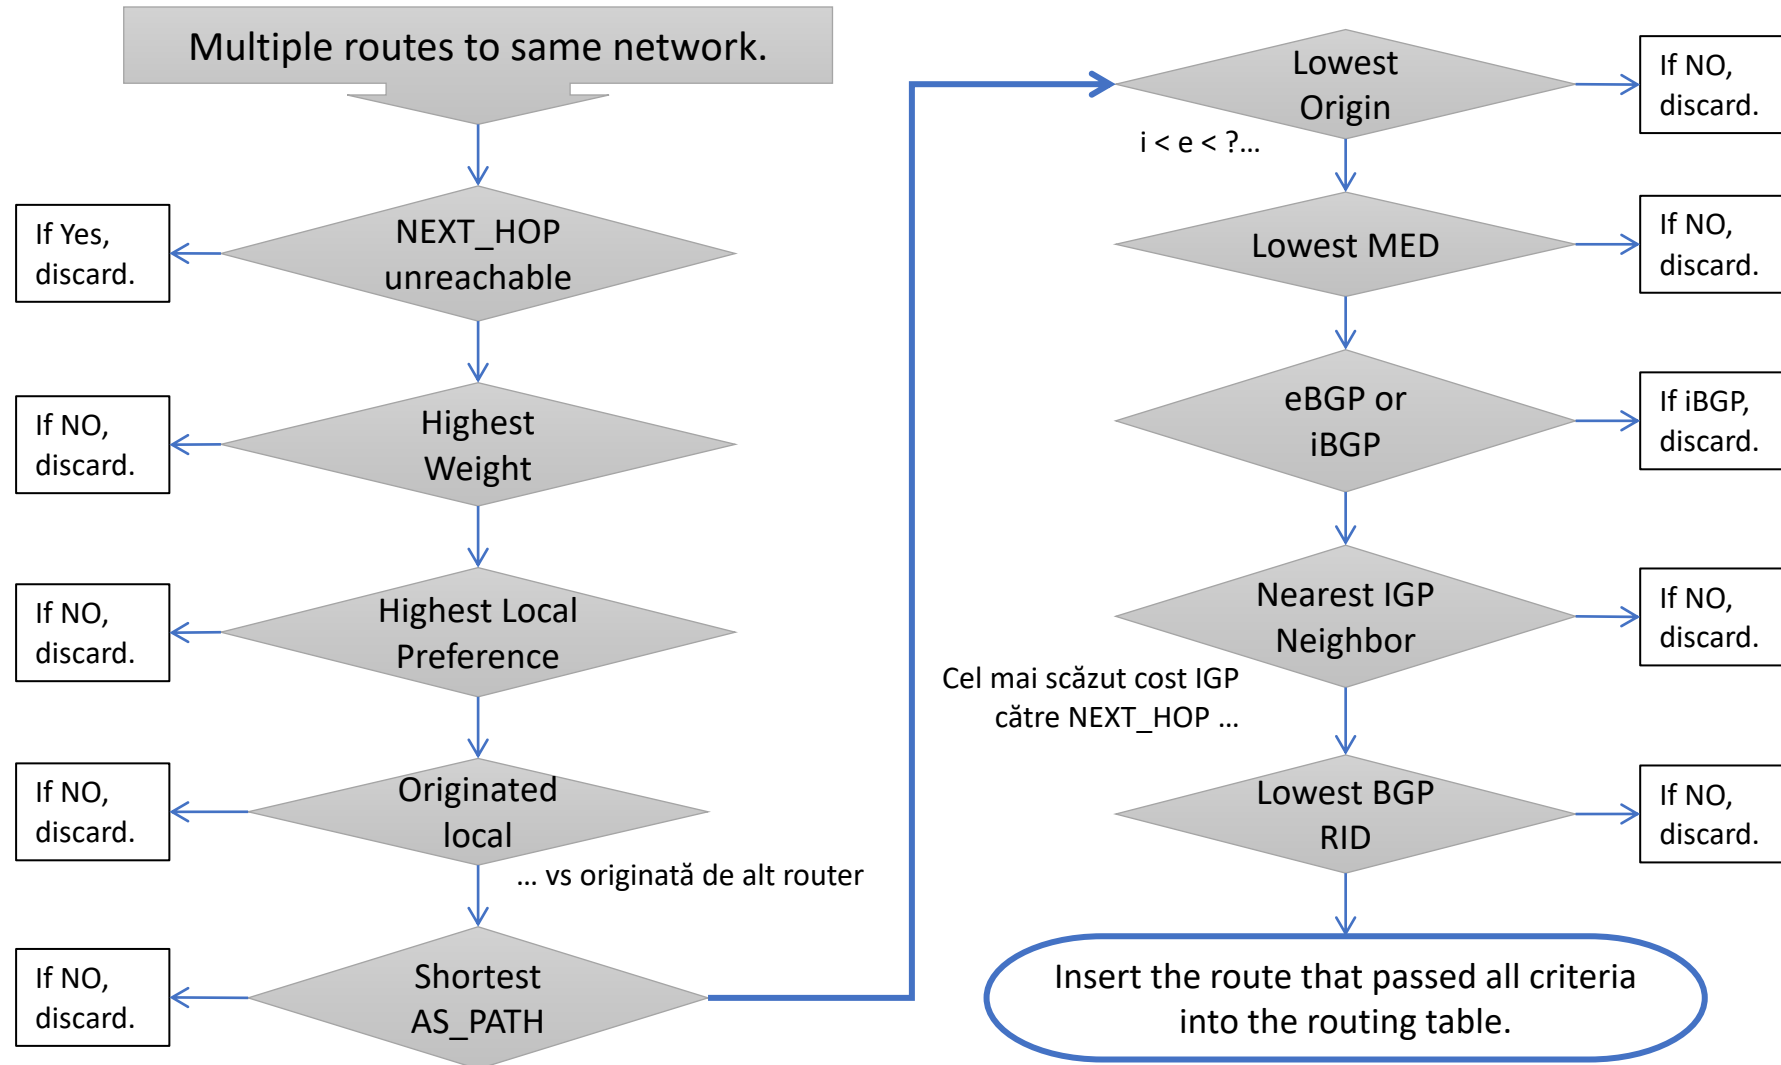 Multiple routes to same network.
If Yes,
discard.
NEXT_HOP
unreachable
If NO,
discard.
Highest
Weight
If NO,
discard.
Highest Local
Preference
If NO,
discard.
Originated
local
... vs originată de alt router
If NO,
discard.
Shortest
AS_PATH
Lowest
Origin
i < e < ?...
If NO,
discard.
Lowest MED
If NO,
discard.
eBGP or
iBGP
If iBGP,
discard.
Nearest IGP
Neighbor
Cel mai scăzut cost IGP
către NEXT_HOP ...
If NO,
discard.
Lowest BGP
RID
If NO,
discard.
Insert the route that passed all criteria
into the routing table.